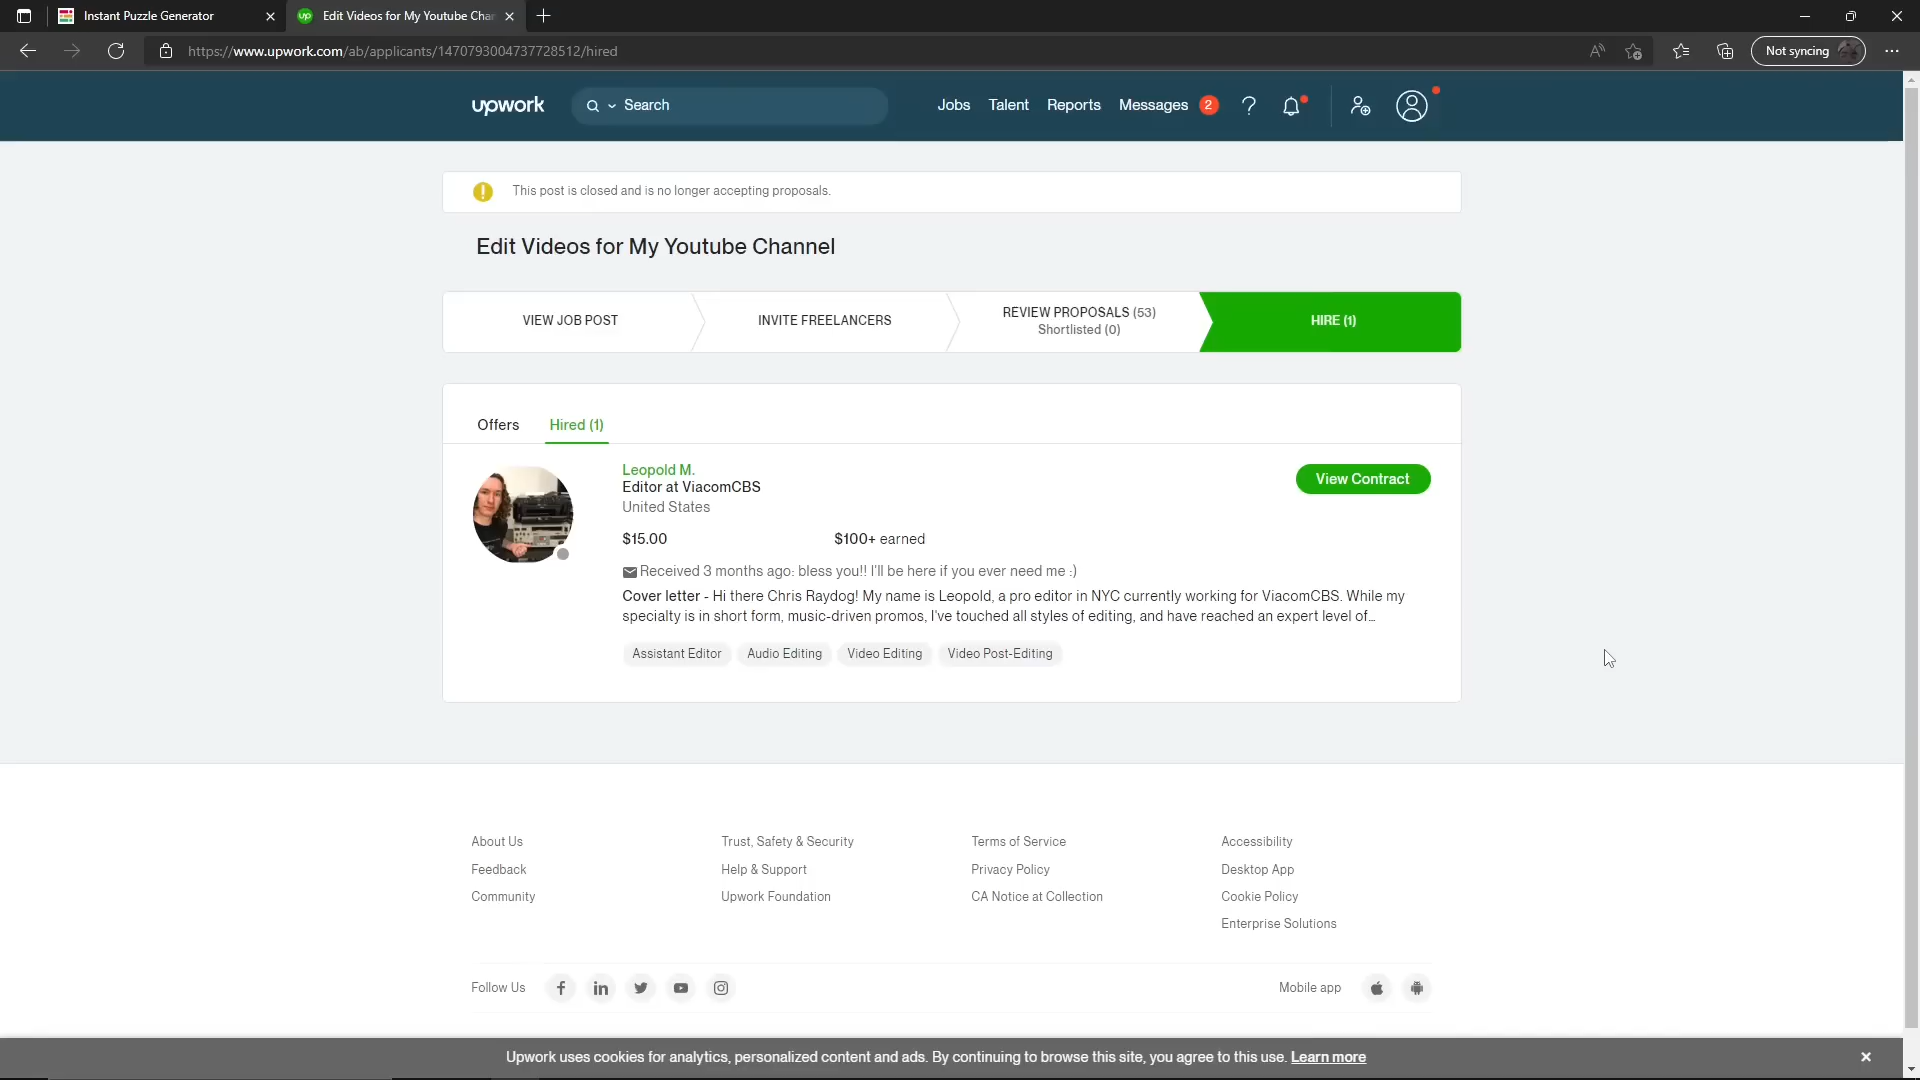 Instant Puzzle Generator
up
Edit Videos for My Youtube Char
https://www.upwork.com/ab/applicants/1470793004737728512/hired
Not syncing
upwork
Search
Jobs
Talent
Reports
Messages
2
This post is closed and is no longer accepting proposals.
Edit Videos for My Youtube Channel
VIEW JOB POST
INVITE FREELANCERS
REVIEW PROPOSALS (53)
Shortlisted (0)
HIRE (1)
Offers
Hired (1)
Leopold M.
Editor at ViacomCBS
United States
$15.00
$100+ earned
View Contract
Received 3 months ago: bless you!! I'll be here if you ever need me :)
Cover letter - Hi there Chris Raydog! My name is Leopold, a pro editor in NYC currently working for ViacomCBS. While my
specialty is in short form, music-driven promos, I've touched all styles of editing, and have reached an expert level of...
Assistant Editor
Audio Editing
Video Editing
Video Post-Editing
About Us
Trust, Safety & Security
Terms of Service
Accessibility
Feedback
Help & Support
Privacy Policy
Desktop App
Community
Upwork Foundation
CA Notice at Collection
Cookie Policy
Enterprise Solutions
Follow Us
Mobile app
Upwork uses cookies for analytics, personalized content and ads. By continuing to browse this site, you agree to this use. Learn more